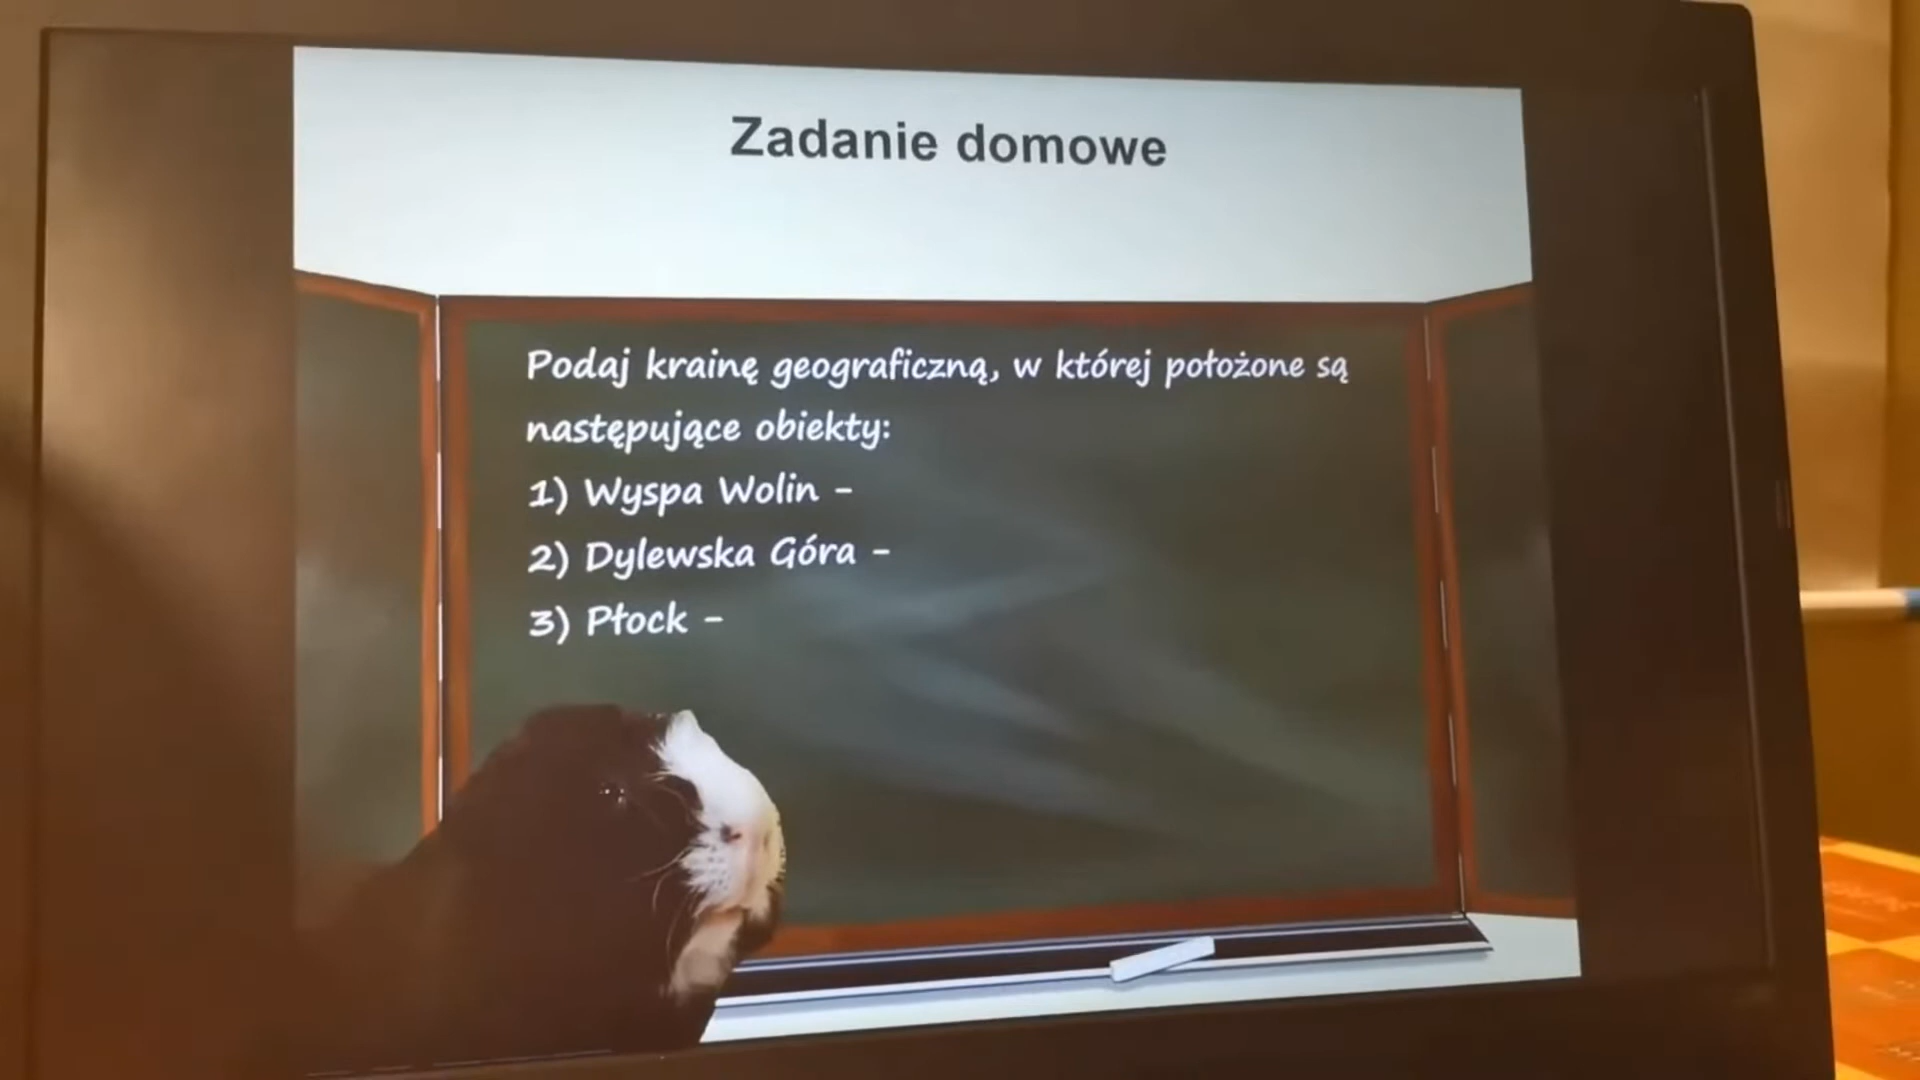 Zadanie domowe
Podaj krainę geograficzną, w której położone są
następujące obiekty:
1) Wyspa Wolin -
2) Dylewska Góra -
3) Płock -